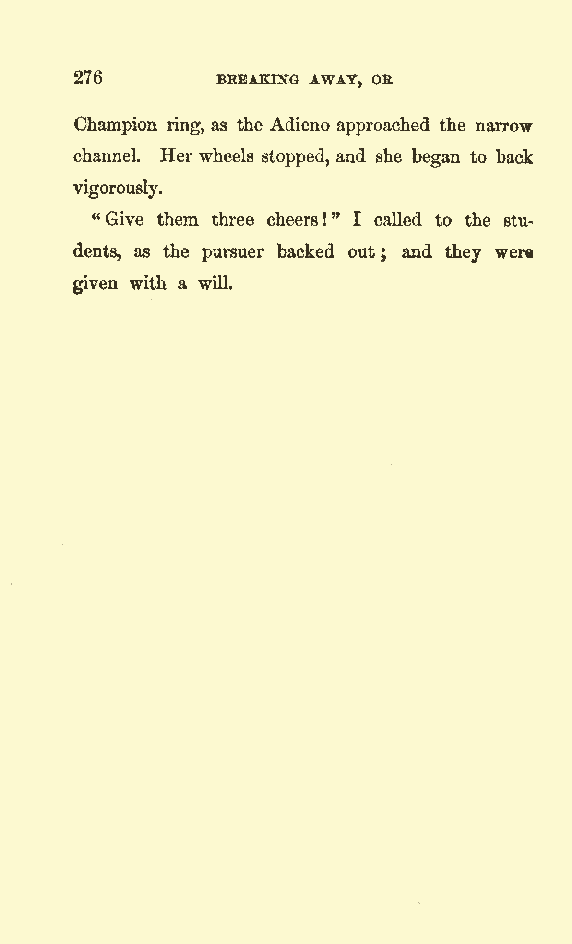 276 BREAKING AWAY, OR
Champion ring, as the Adieno approached the narrow
channel. Her wheels stopped, and she began to back
vigorously.
"Give them three cheers!" I called to the stu-
dents, as the pursuer backed out; and they were
given with a will.